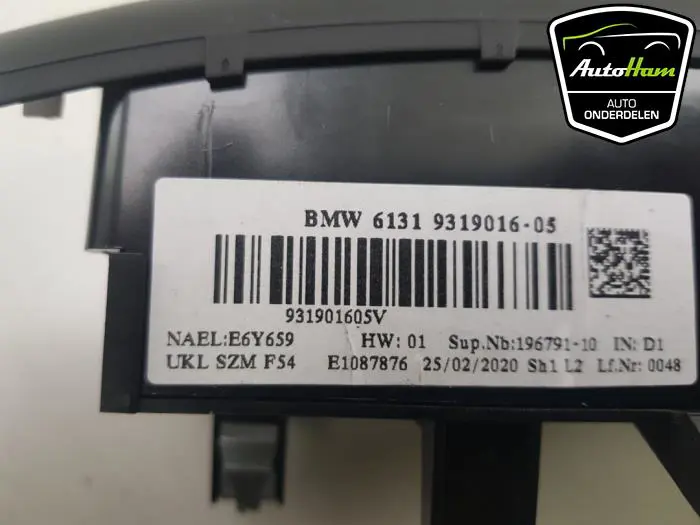 AutoHam
AUTO
ONDERDELEN
BMW 6131 9319016-05
931901605V
NAEL:E6Y659 HW: 01 Sup.Nb:196791-10 IN: D1
UKL SZM F54 E1087876 25/02/2020 Sh1 L2 Lf.Nr: 0048